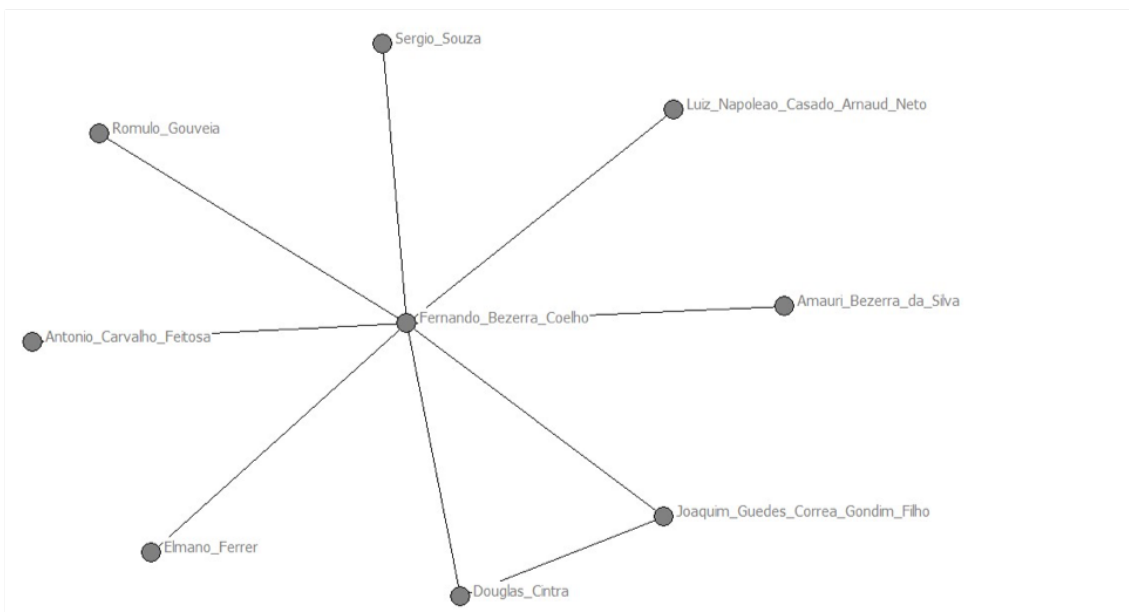 Sergio_Souza
Luiz_Napoleao_Casado_Arnaud_Neto
Romulo_Gouveia
Amauri_Bezerra_da_Silva
Fernando_Bezerra_Coelho
Antonio_Carvalho_Feitosa
Joaquim_Guedes_Correa_Gondim_Filho
Elmano_Ferrer
Douglas_Cintra